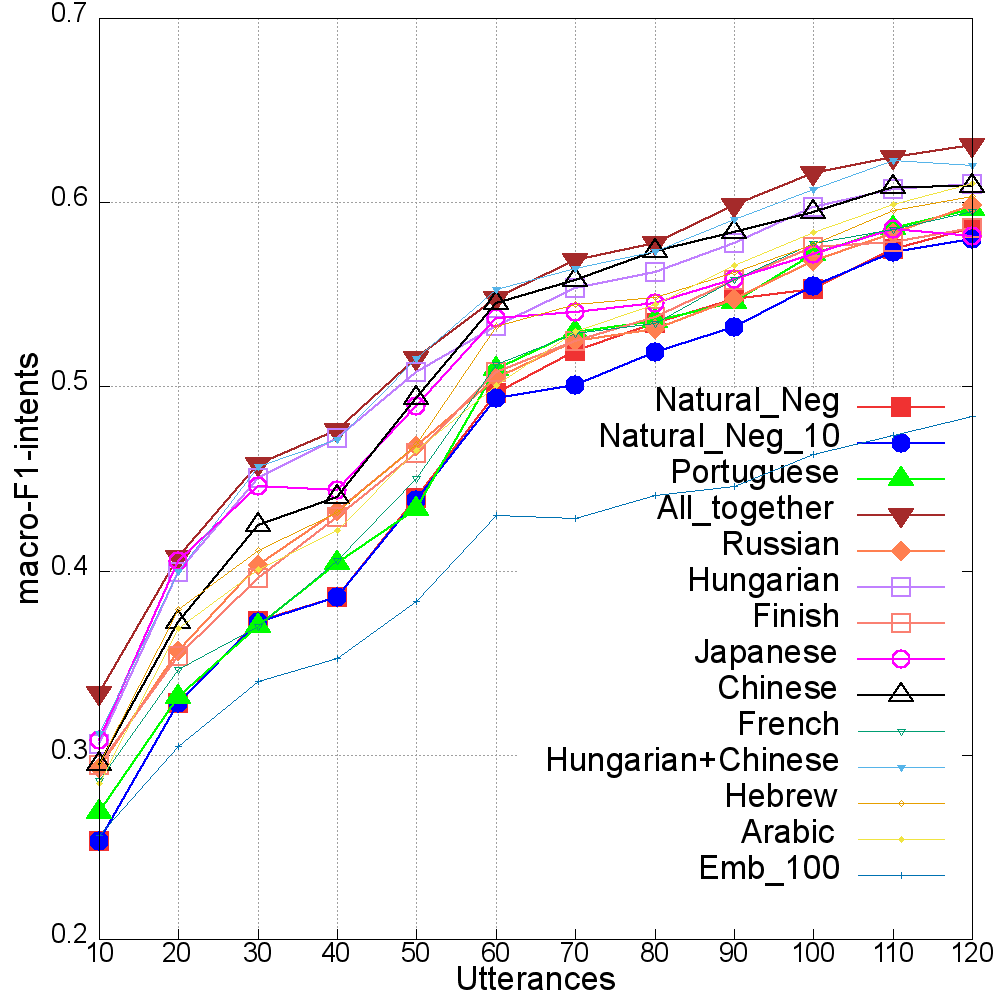 0.7
0.6
0.5
0.4
0.3
0.2
macro-F1-intents
Natural_Neg
Natural_Neg_10
Portuguese
All_together
Russian
Hungarian
Finish
Japanese
Chinese
French
Hungarian+Chinese
Hebrew
Arabic
Emb_100
10 20 30 40 50 60 70 80 90 100 110 120
Utterances